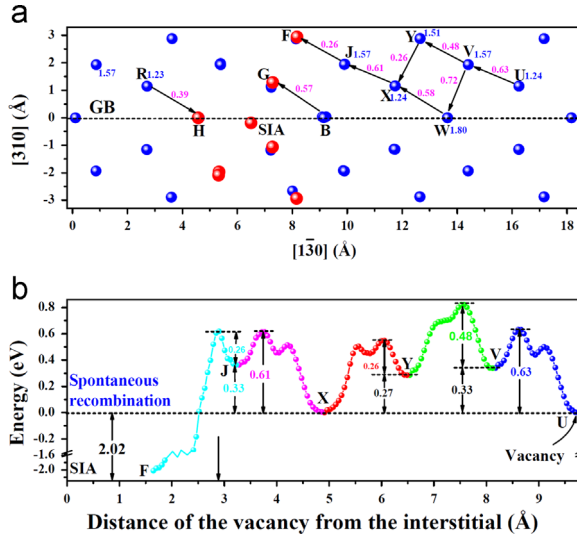 a
3
2
1
0
-1
-2
-3
[310] (Å)
F
0.26
J
1.57
Y
1.51
0.48
V
1.57
0.61
0.26
0.63
U
1.24
1.57
R
1.23
G
0.57
X
1.24
0.58
0.72
0.39
GB
H
SIA
B
W
1.80
0 2 4 6 8 10 12 14 16 18
[13̄0] (Å)
b
0.8
0.6
0.4
0.2
0.0
-0.2
-1.6
-2.0
Energy (eV)
0.26
J
0.33
0.61
X
0.26
Y
0.27
0.48
0.33
V
0.63
U
Spontaneous
recombination
2.02
F
SIA
Vacancy
0 1 2 3 4 5 6 7 8 9
Distance of the vacancy from the interstitial (Å)